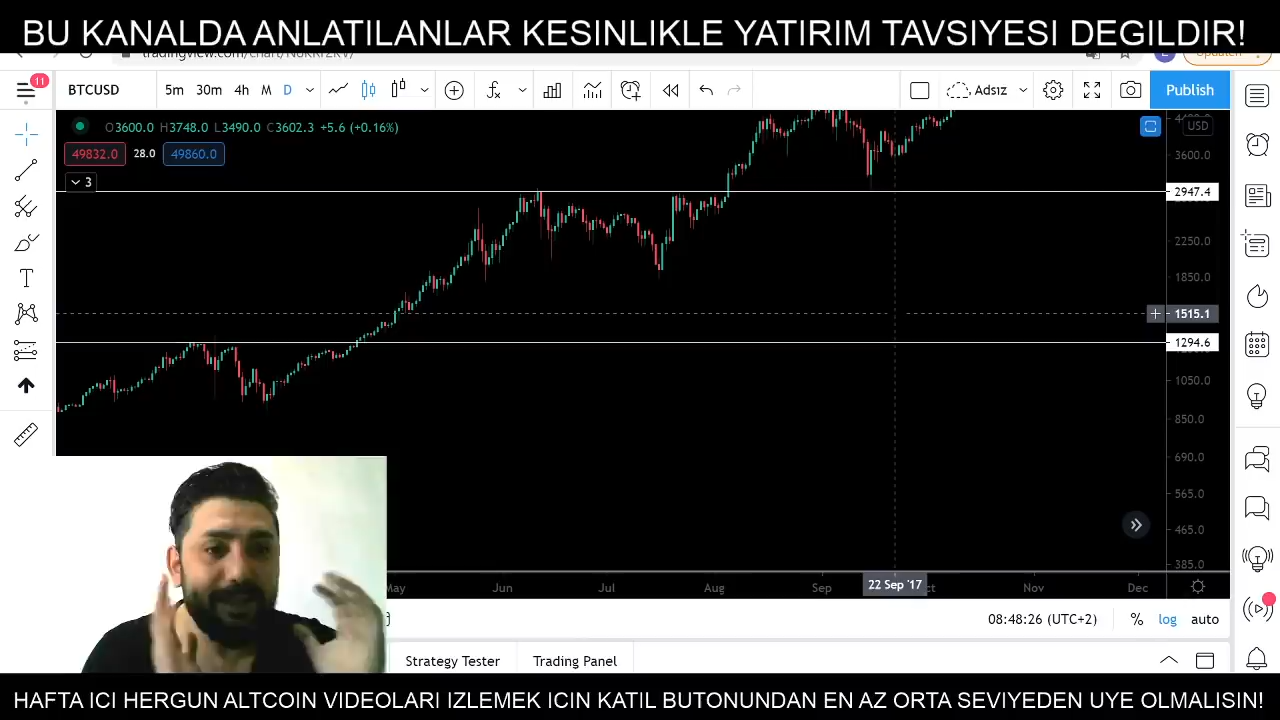 BU KANALDA ANLATILANLAR KESINLIKLE YATIRIM TAVSIYESI DEGILDIR!
11
BTCUSD 5m 30m 4h M D Adsız Publish
O3600.0 H3748.0 L3490.0 C3602.3 +5.6 (+0.16%)
USD
49832.0 28.0 49860.0
3600.0
3
2947.4
2250.0
1850.0
1515.1
1294.6
1050.0
850.0
690.0
565.0
465.0
385.0
May Jun Jul Aug Sep 22 Sep '17 Nov Dec
08:48:26 (UTC+2) % log auto
Strategy Tester Trading Panel
HAFTA ICI HERGUN ALTCOIN VIDEOLARI IZLEMEK ICIN KATIL BUTONUNDAN EN AZ ORTA SEVIYEDEN UYE OLMALISIN!